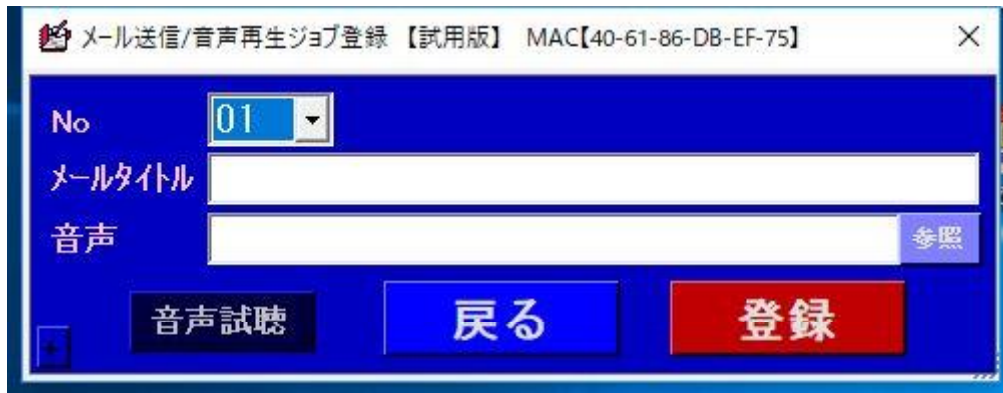 メール送信/音声再生ジョブ登録 【試用版】 MAC【40-61-86-DB-EF-75】
No 01
メールタイトル
音声 参照
音声試聴 戻る 登録
+